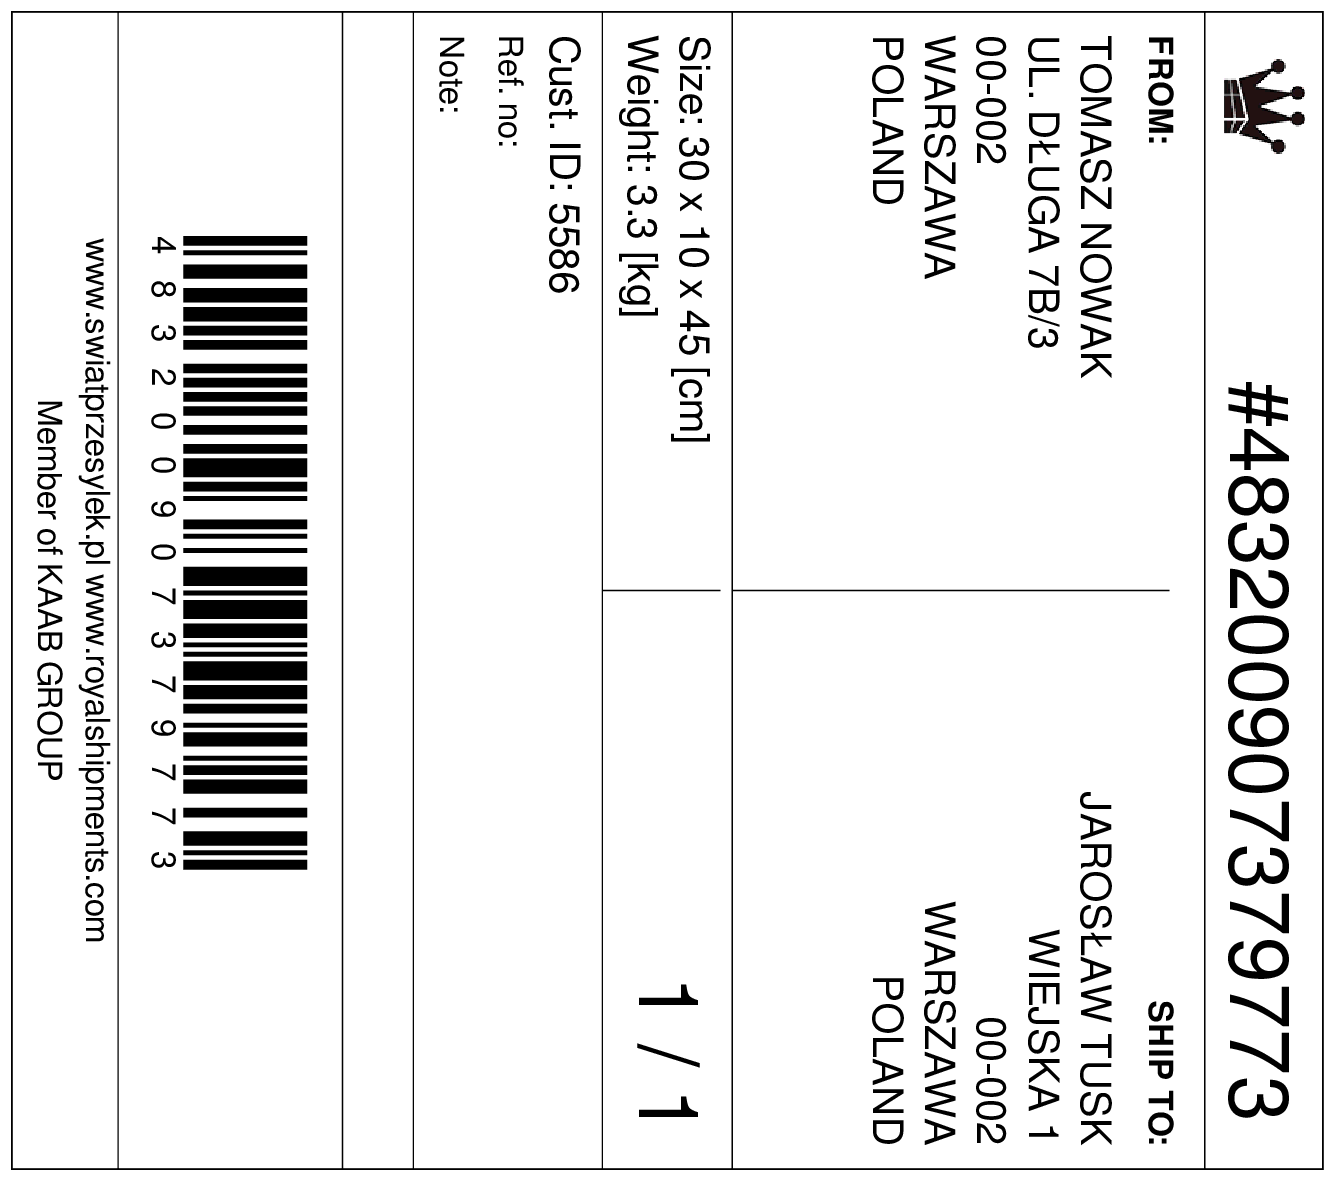 #483200907379773
FROM:
TOMASZ NOWAK
UL. DŁUGA 7B/3
00-002
WARSZAWA
POLAND
SHIP TO:
JAROSŁAW TUSK
WIEJSKA 1
00-002
WARSZAWA
POLAND
Size: 30 x 10 x 45 [cm]
Weight: 3.3 [kg]
1 / 1
Cust. ID: 5586
Ref. no:
Note:
4 8 3 2 0 0 9 0 7 3 7 9 7 7 3
www.swiatprzesylek.pl www.royalshipments.com
Member of KAAB GROUP